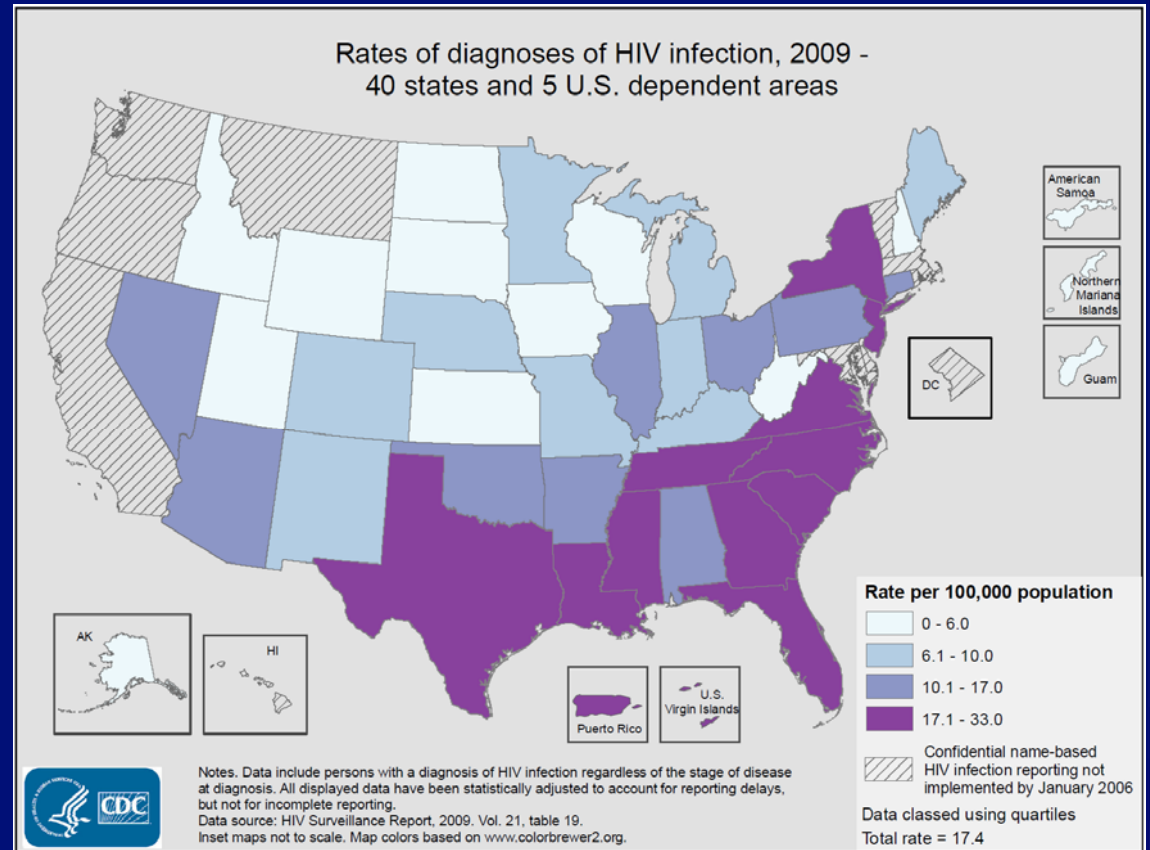 Rates of diagnoses of HIV infection, 2009 -
40 states and 5 U.S. dependent areas
American
Samoa
Northern
Mariana
Islands
Guam
DC
AK
HI
Puerto Rico
U.S.
Virgin Islands
Rate per 100,000 population
0 - 6.0
6.1 - 10.0
10.1 - 17.0
17.1 - 33.0
Confidential name-based
HIV infection reporting not
implemented by January 2006
Data classed using quartiles
Total rate = 17.4
CDC
Notes. Data include persons with a diagnosis of HIV infection regardless of the stage of disease
at diagnosis. All displayed data have been statistically adjusted to account for reporting delays,
but not for incomplete reporting.
Data source: HIV Surveillance Report, 2009. Vol. 21, table 19.
Inset maps not to scale. Map colors based on www.colorbrewer2.org.